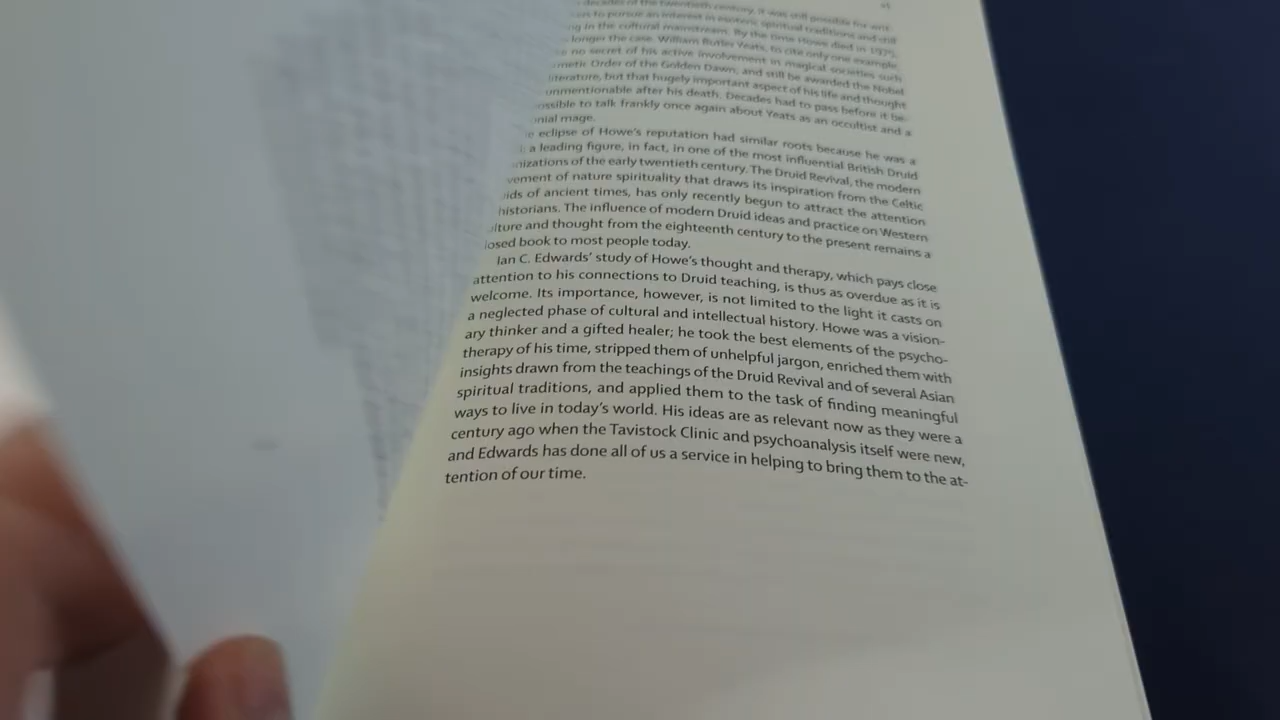 decades of the twentieth century, it was still possible for writ-
to pursue an interest in esoteric spiritual traditions and still
in the cultural mainstream. By the time Howe died in 1975,
longer the case. William Butler Yeats, to cite only one example,
no secret of his active involvement in magical societies such
metic Order of the Golden Dawn, and still be awarded the Nobel
literature, but that hugely important aspect of his life and thought
unmentionable after his death. Decades had to pass before it be-
ossible to talk frankly once again about Yeats as an occultist and a
onial mage.
e eclipse of Howe's reputation had similar roots because he was a
a leading figure, in fact, in one of the most influential British Druid
nizations of the early twentieth century. The Druid Revival, the modern
vement of nature spirituality that draws its inspiration from the Celtic
ids of ancient times, has only recently begun to attract the attention
historians. The influence of modern Druid ideas and practice on Western
lture and thought from the eighteenth century to the present remains a
losed book to most people today.
Ian C. Edwards' study of Howe's thought and therapy, which pays close
attention to his connections to Druid teaching, is thus as overdue as it is
welcome. Its importance, however, is not limited to the light it casts on
a neglected phase of cultural and intellectual history. Howe was a vision-
ary thinker and a gifted healer; he took the best elements of the psycho-
therapy of his time, stripped them of unhelpful jargon, enriched them with
insights drawn from the teachings of the Druid Revival and of several Asian
spiritual traditions, and applied them to the task of finding meaningful
ways to live in today's world. His ideas are as relevant now as they were a
century ago when the Tavistock Clinic and psychoanalysis itself were new,
and Edwards has done all of us a service in helping to bring them to the at-
tention of our time.